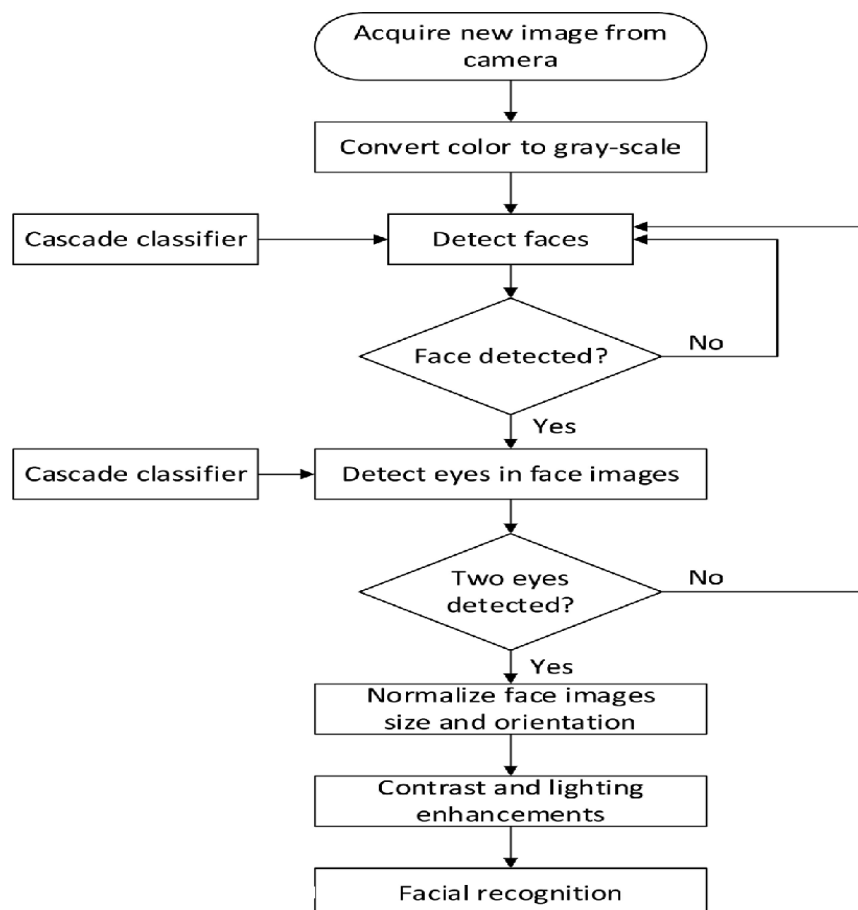 Acquire new image from
camera
Convert color to gray-scale
Cascade classifier
Detect faces
Face detected?
No
Yes
Cascade classifier
Detect eyes in face images
Two eyes
detected?
No
Yes
Normalize face images
size and orientation
Contrast and lighting
enhancements
Facial recognition